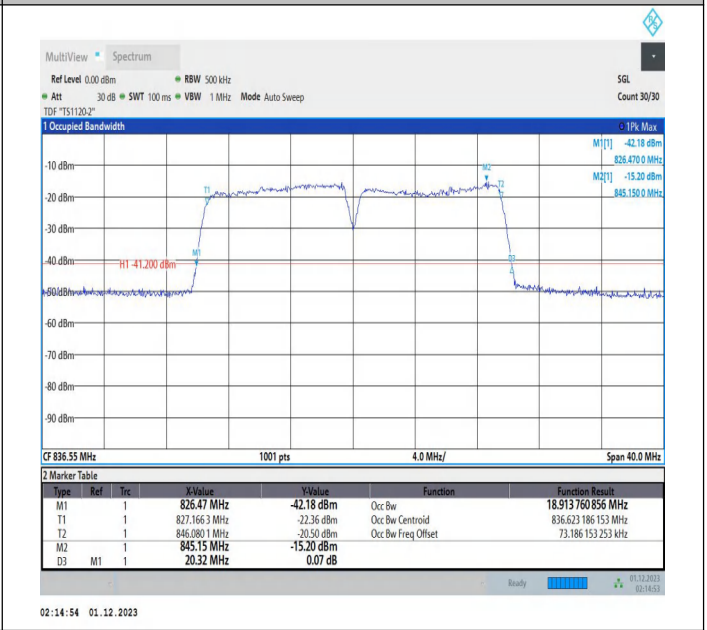 R&S
MultiView Spectrum
Ref Level 0.00 dBm RBW 500 kHz SGL
Att 30 dB SWT 100 ms VBW 1 MHz Mode Auto Sweep Count 30/30
TDF "TS1120-2"
1 Occupied Bandwidth 1Pk Max
M1[1] -42.18 dBm
826.470 0 MHz
M2[1] -15.20 dBm
845.150 0 MHz
M2
-10 dBm
T1 T2
-20 dBm
-30 dBm
M1
D3
-40 dBm
H1 -41.200 dBm
-50 dBm
-60 dBm
-70 dBm
-80 dBm
-90 dBm
CF 836.55 MHz 1001 pts 4.0 MHz/ Span 40.0 MHz
2 Marker Table
Type Ref Trc X-Value Y-Value Function Function Result
M1 1 826.47 MHz -42.18 dBm Occ Bw 18.913 760 856 MHz
T1 1 827.166 3 MHz -22.36 dBm Occ Bw Centroid 836.623 186 153 MHz
T2 1 846.080 1 MHz -20.50 dBm Occ Bw Freq Offset 73.186 153 253 kHz
M2 1 845.15 MHz -15.20 dBm
D3 M1 1 20.32 MHz 0.07 dB
Ready 01.12.2023
02:14:53
02:14:54 01.12.2023